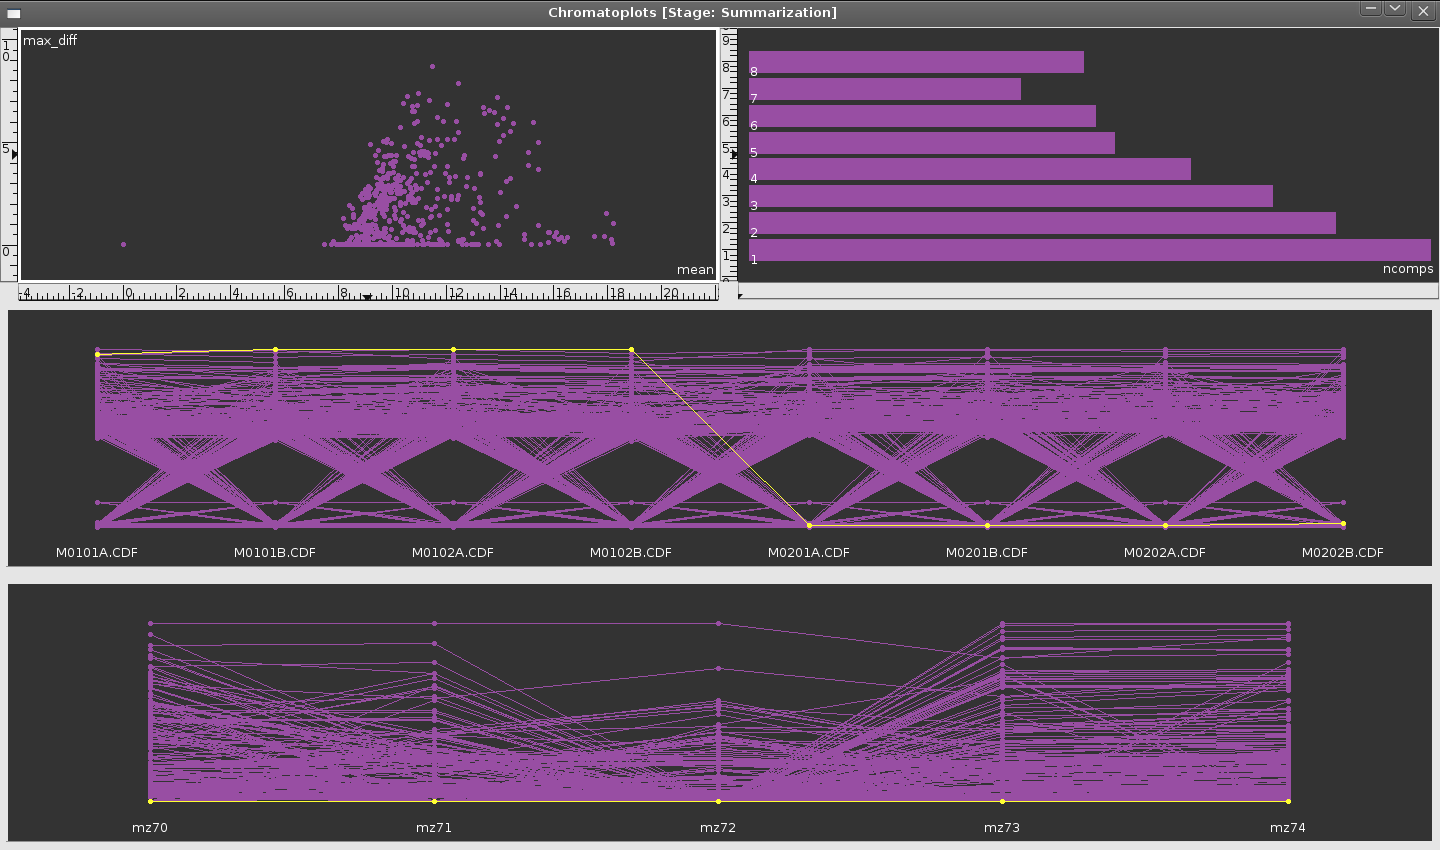 Chromatoplots [Stage: Summarization]
max_diff
10
5
0
mean
-4 -2 0 2 4 6 8 10 12 14 16 18 20
9
8
7
6
5
4
3
2
1
8
7
6
5
4
3
2
1
ncomps
M0101A.CDF M0101B.CDF M0102A.CDF M0102B.CDF M0201A.CDF M0201B.CDF M0202A.CDF M0202B.CDF
mz70 mz71 mz72 mz73 mz74